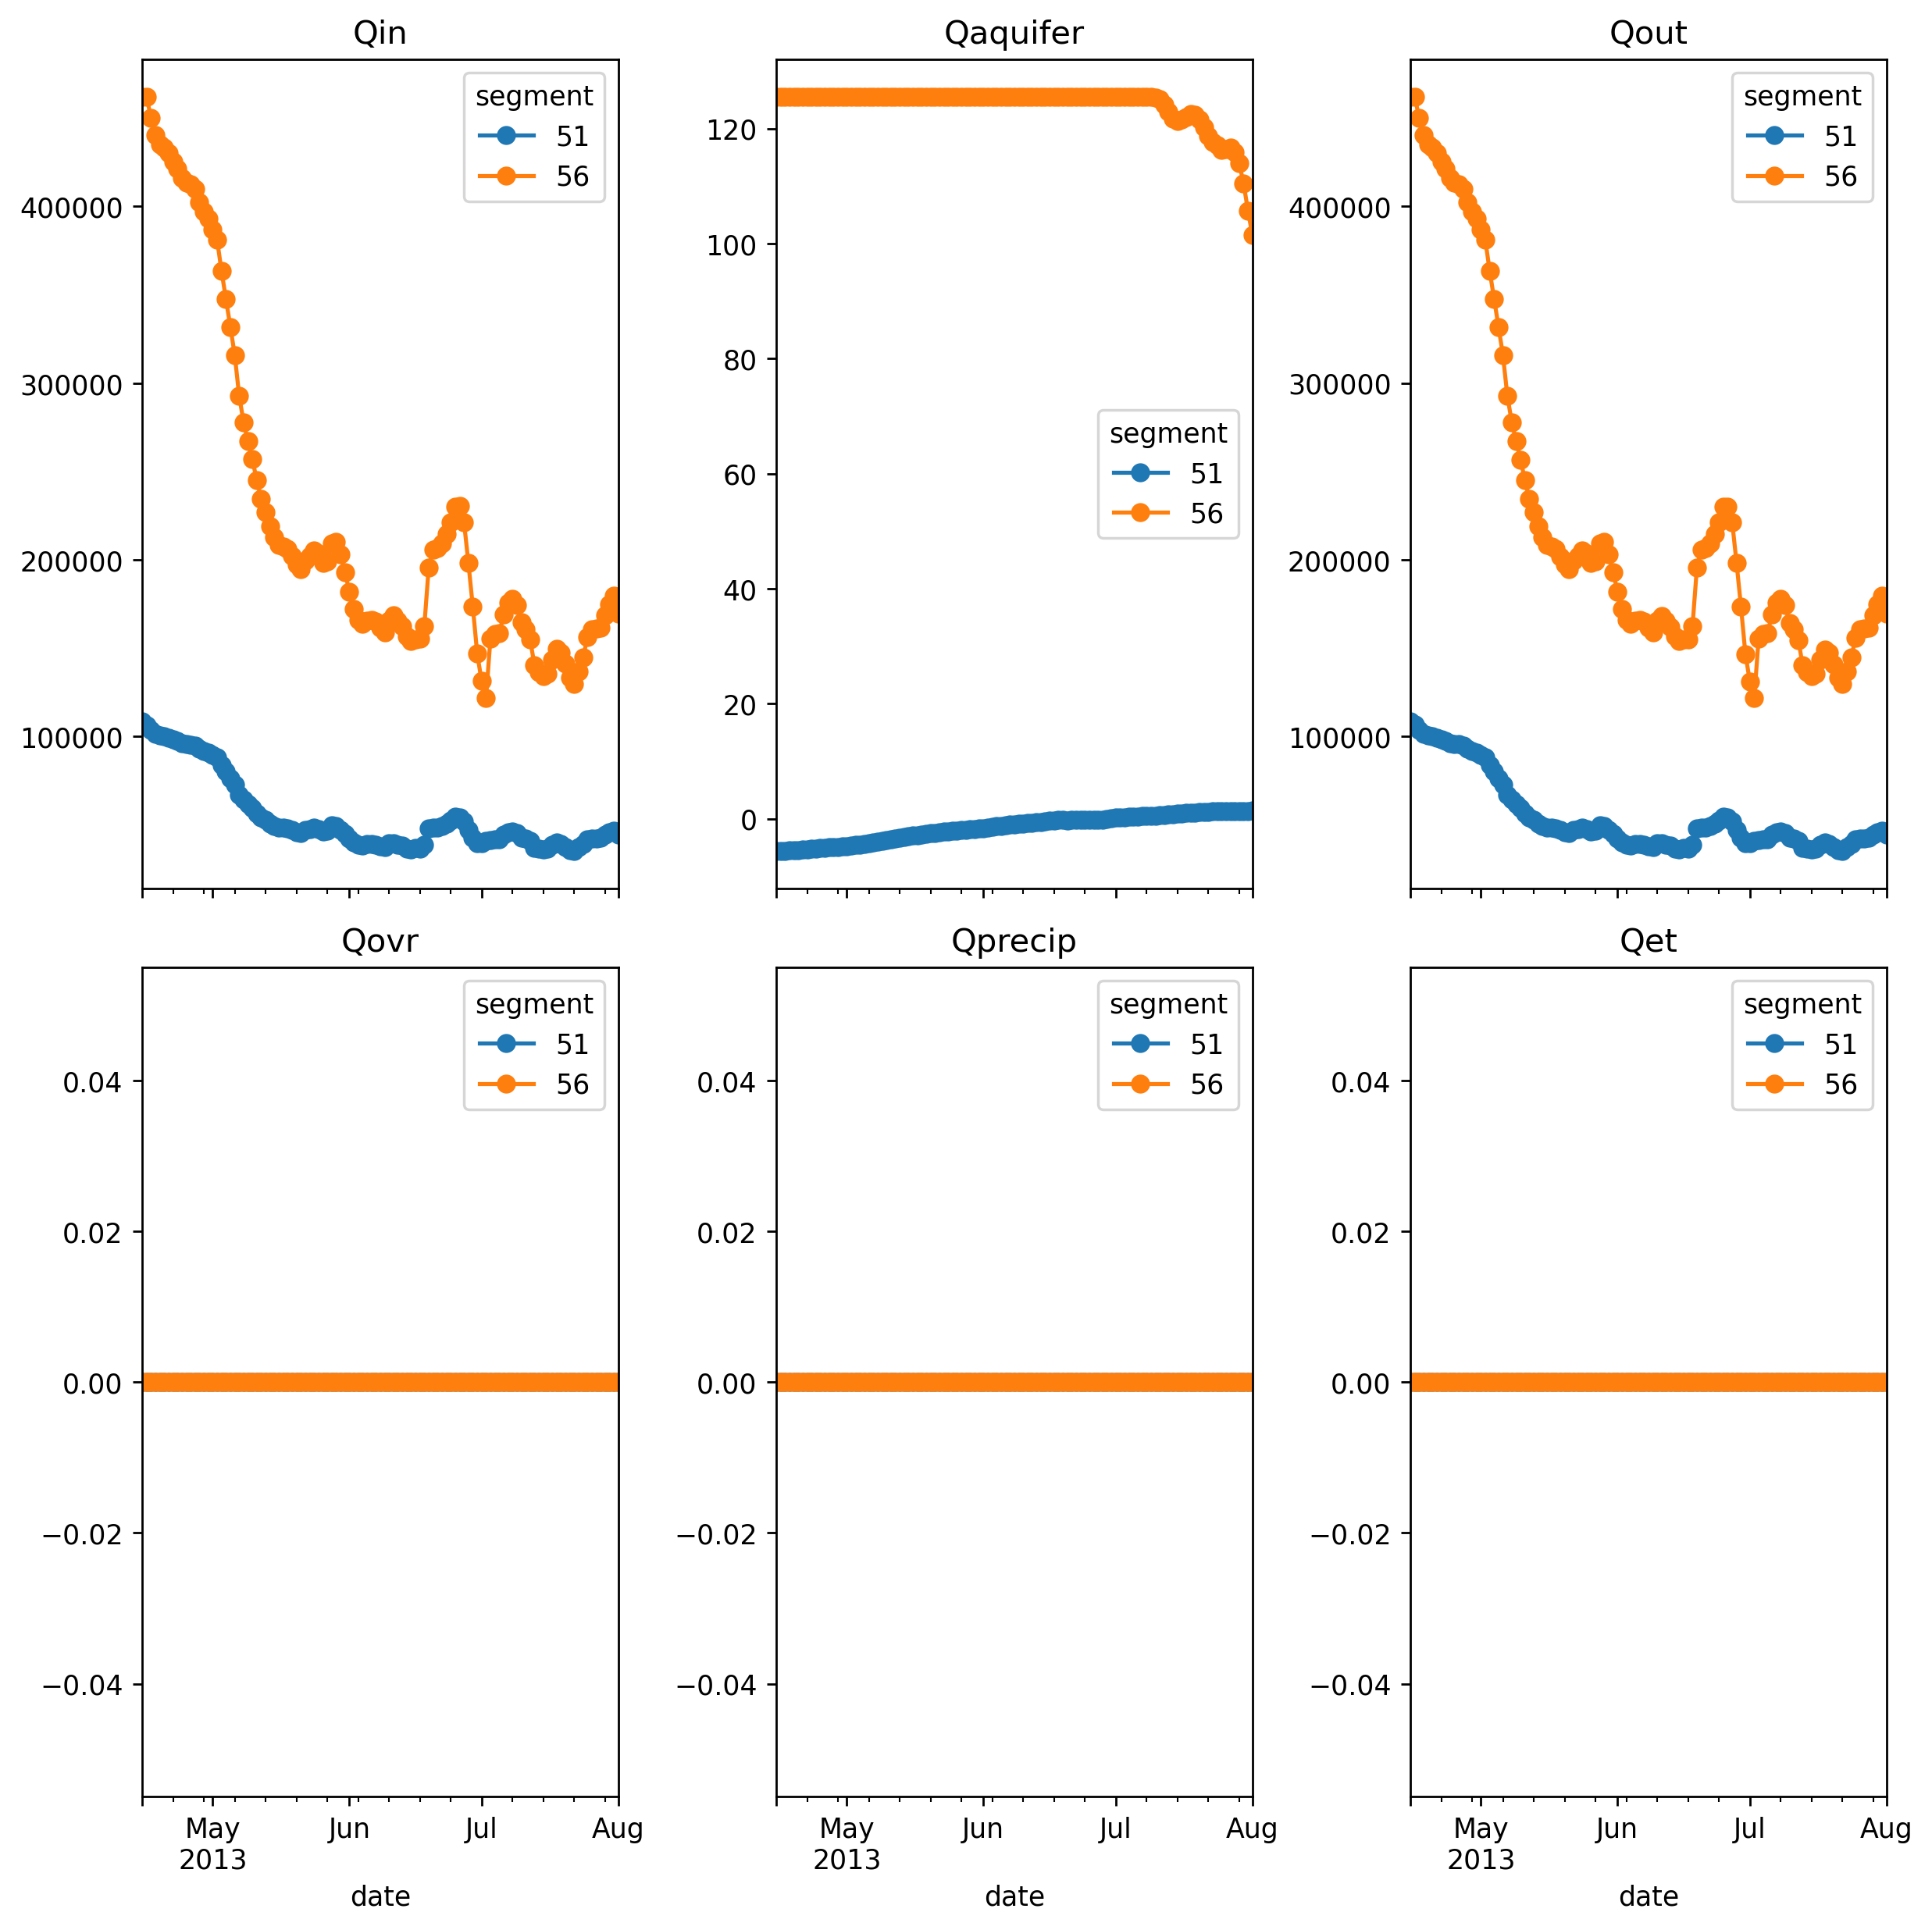 Qin
segment
51
56
400000
300000
200000
100000
Qaquifer
120
100
80
60
40
20
0
segment
51
56
Qout
segment
51
56
400000
300000
200000
100000
Qovr
segment
51
56
0.04
0.02
0.00
−0.02
−0.04
May
2013
Jun
Jul
Aug
date
Qprecip
segment
51
56
0.04
0.02
0.00
−0.02
−0.04
May
2013
Jun
Jul
Aug
date
Qet
segment
51
56
0.04
0.02
0.00
−0.02
−0.04
May
2013
Jun
Jul
Aug
date